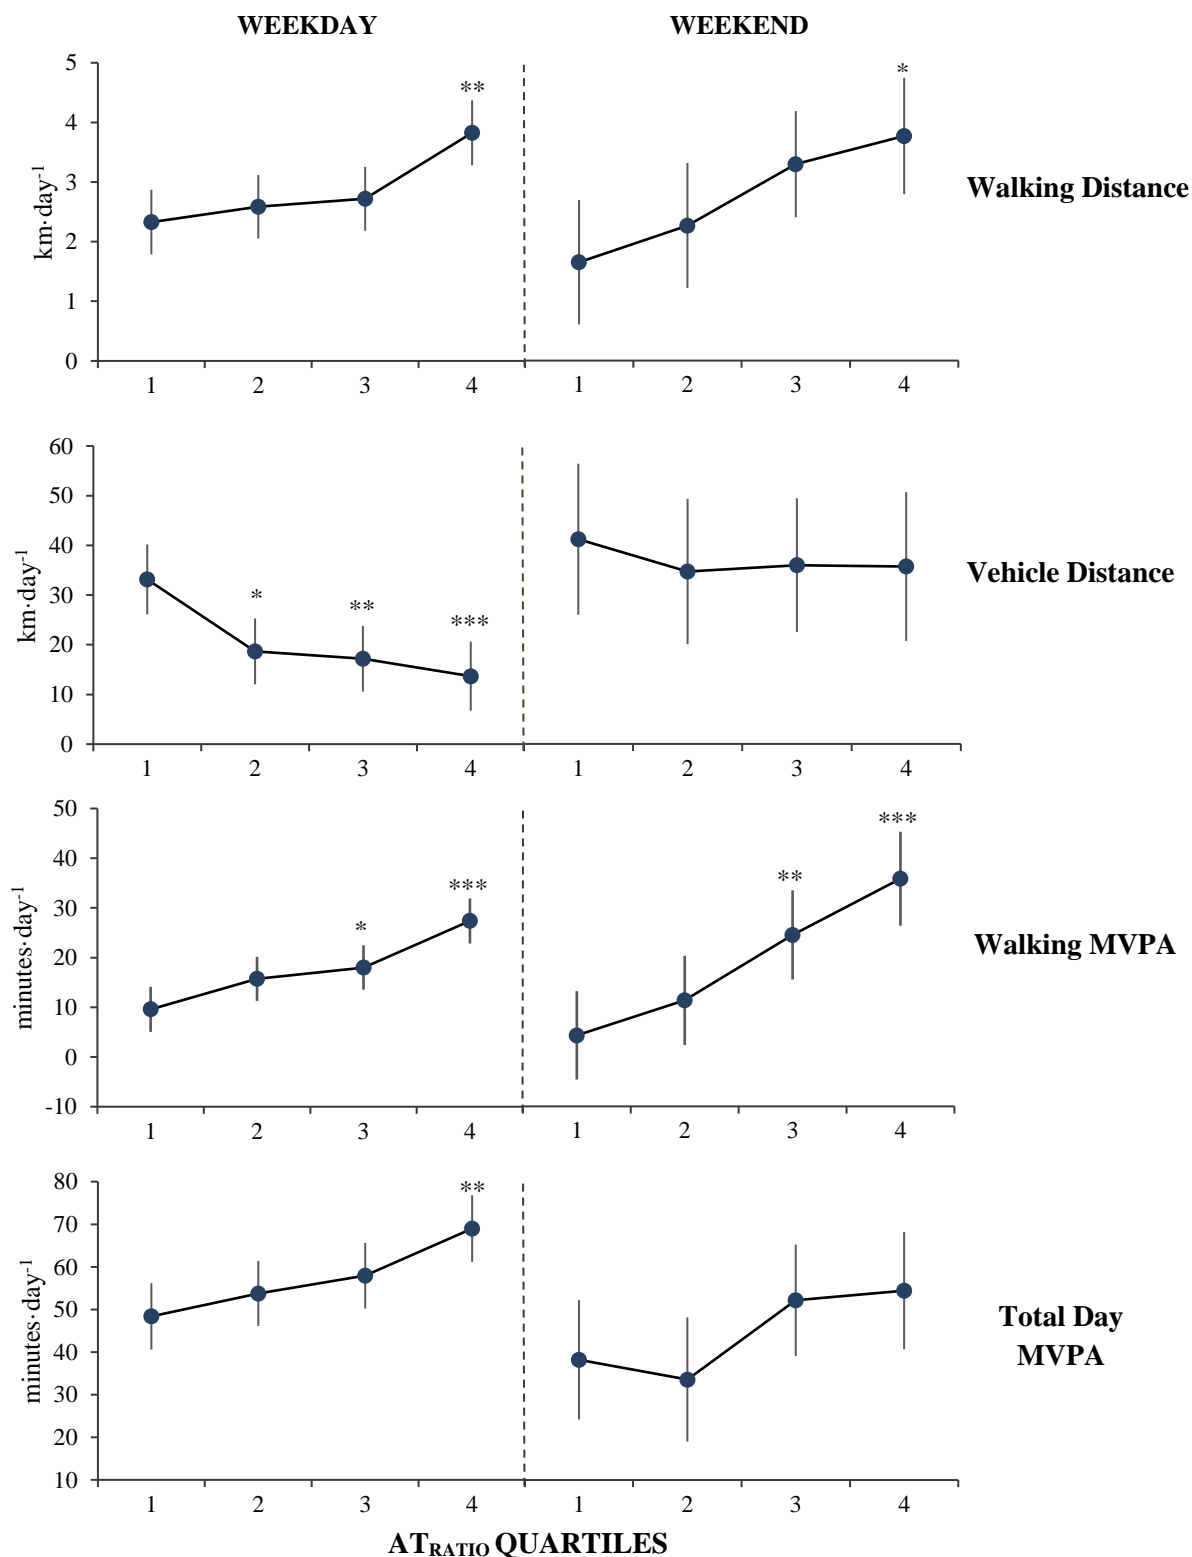 WEEKDAY WEEKEND
5
4
3
2
1
0
km·day-1
** *
1 2 3 4 1 2 3 4
Walking Distance
60
50
40
30
20
10
0
km·day-1
* ** ***
1 2 3 4 1 2 3 4
Vehicle Distance
50
40
30
20
10
0
-10
minutes·day-1
* *** ** ***
1 2 3 4 1 2 3 4
Walking MVPA
80
70
60
50
40
30
20
10
minutes·day-1
**
1 2 3 4 1 2 3 4
Total Day
MVPA
ATRATIO QUARTILES